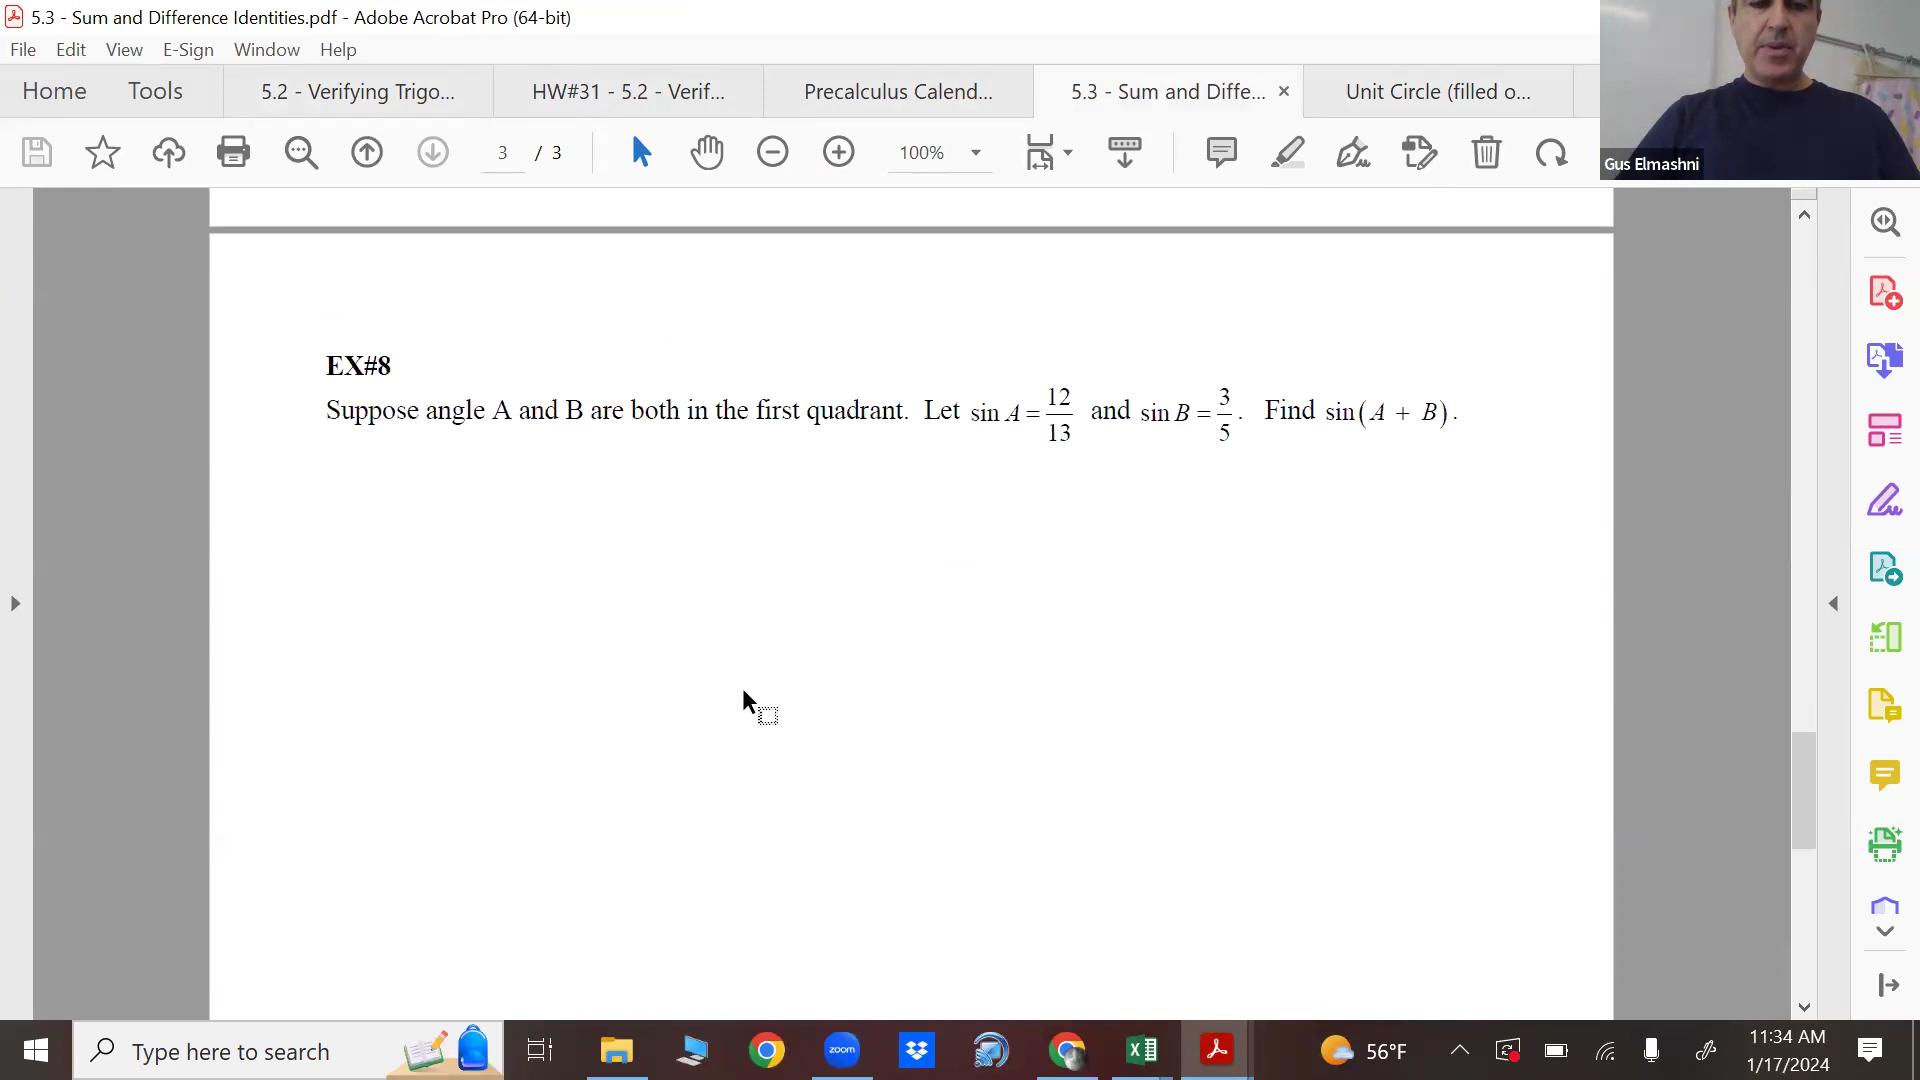 5.3 - Sum and Difference Identities.pdf - Adobe Acrobat Pro (64-bit)
File Edit View E-Sign Window Help
Home Tools 5.2 - Verifying Trigo... HW#31 - 5.2 - Verif... Precalculus Calend... 5.3 - Sum and Diffe... × Unit Circle (filled o...
3 / 3 100%
Gus Elmashni
EX#8
Suppose angle A and B are both in the first quadrant. Let sin A = 12/13 and sin B = 3/5. Find sin(A + B).
Type here to search
zoom
56°F
11:34 AM
1/17/2024